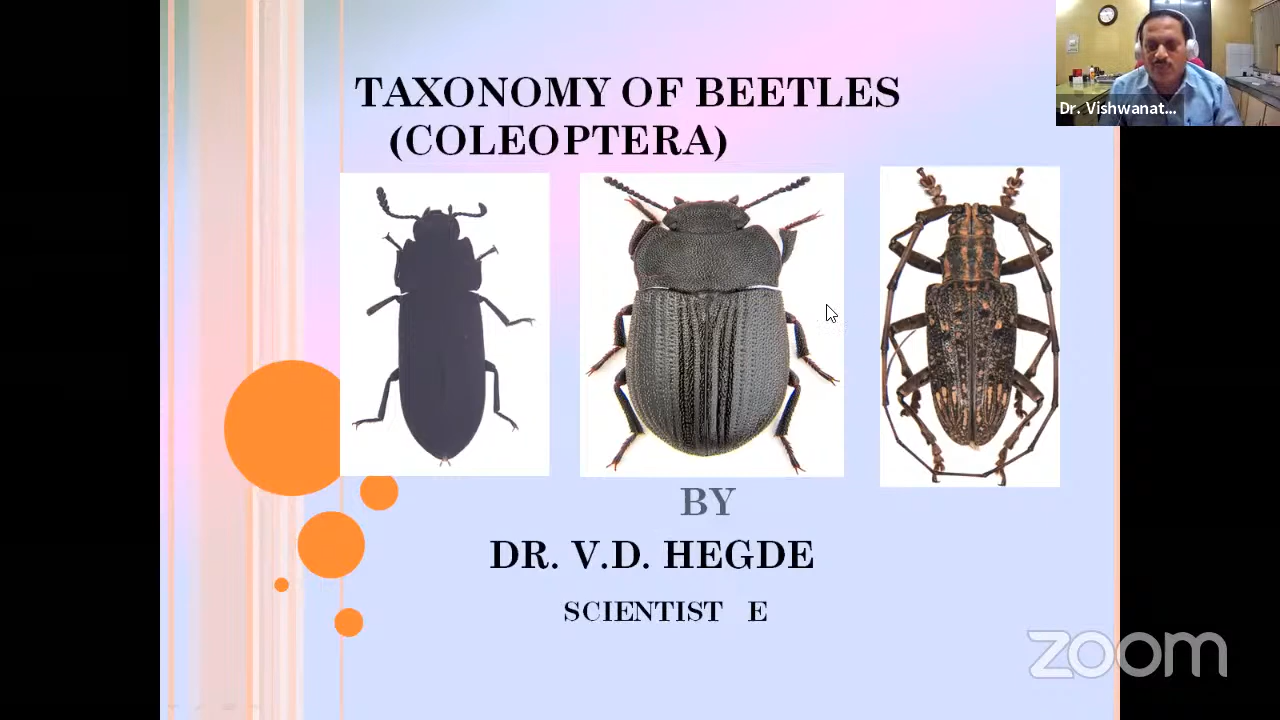 TAXONOMY OF BEETLES
(COLEOPTERA)
Dr. Vishwanat...
BY
DR. V.D. HEGDE
SCIENTIST E
zoom